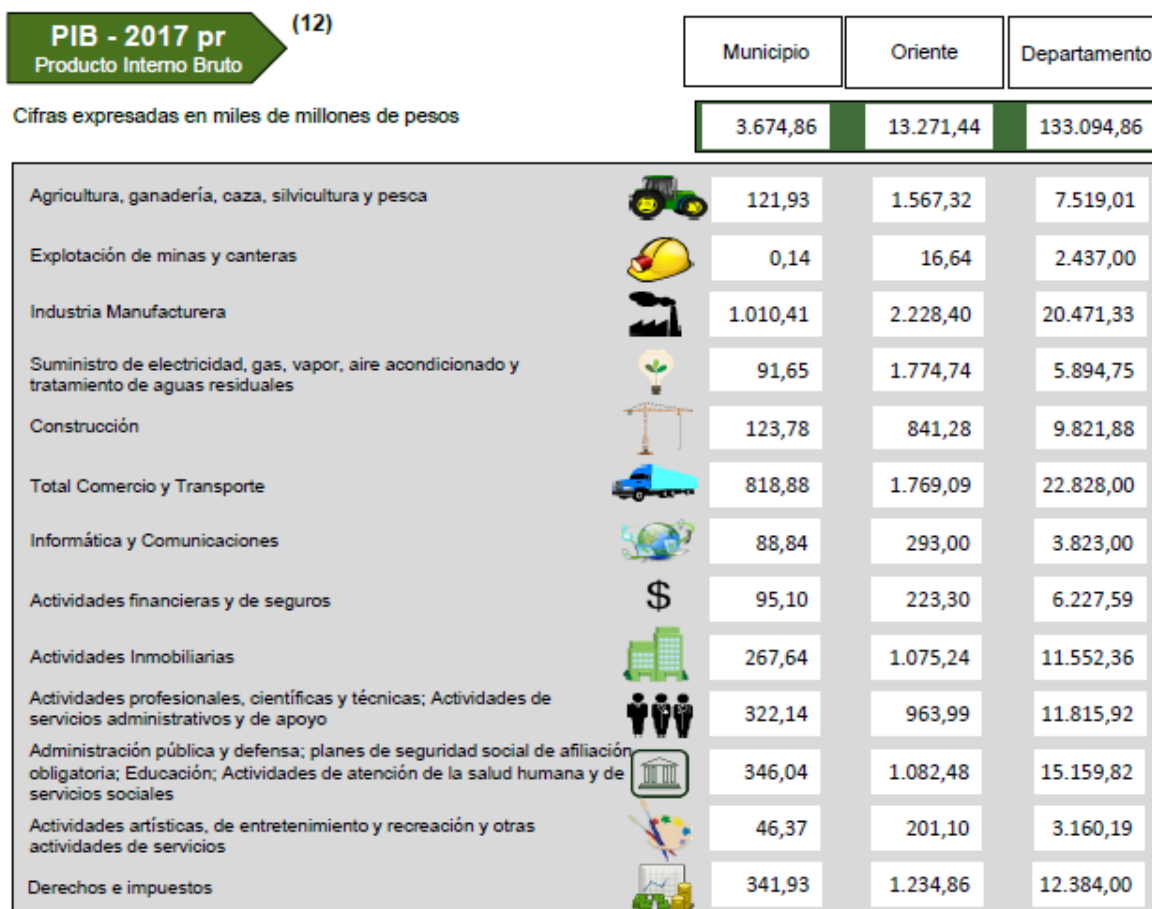 PIB - 2017 pr
Producto Interno Bruto
(12)
Municipio Oriente Departamento
Cifras expresadas en miles de millones de pesos
3.674,86 13.271,44 133.094,86
Agricultura, ganadería, caza, silvicultura y pesca 121,93 1.567,32 7.519,01
Explotación de minas y canteras 0,14 16,64 2.437,00
Industria Manufacturera 1.010,41 2.228,40 20.471,33
Suministro de electricidad, gas, vapor, aire acondicionado y
tratamiento de aguas residuales 91,65 1.774,74 5.894,75
Construcción 123,78 841,28 9.821,88
Total Comercio y Transporte 818,88 1.769,09 22.828,00
Informática y Comunicaciones 88,84 293,00 3.823,00
Actividades financieras y de seguros $ 95,10 223,30 6.227,59
Actividades Inmobiliarias 267,64 1.075,24 11.552,36
Actividades profesionales, científicas y técnicas; Actividades de
servicios administrativos y de apoyo 322,14 963,99 11.815,92
Administración pública y defensa; planes de seguridad social de afiliación
obligatoria; Educación; Actividades de atención de la salud humana y de
servicios sociales 346,04 1.082,48 15.159,82
Actividades artísticas, de entretenimiento y recreación y otras
actividades de servicios 46,37 201,10 3.160,19
Derechos e impuestos 341,93 1.234,86 12.384,00